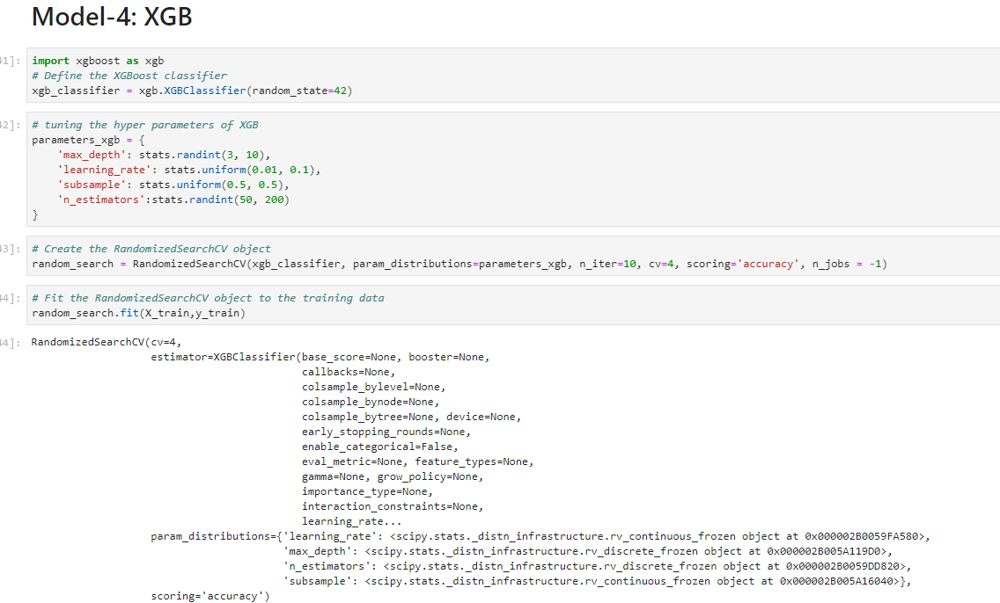 Model-4: XGB
41]:
import xgboost as xgb
# Define the XGBoost classifier
xgb_classifier = xgb.XGBClassifier(random_state=42)
42]:
# tuning the hyper parameters of XGB
parameters_xgb = {
    'max_depth': stats.randint(3, 10),
    'learning_rate': stats.uniform(0.01, 0.1),
    'subsample': stats.uniform(0.5, 0.5),
    'n_estimators':stats.randint(50, 200)
}
43]:
# Create the RandomizedSearchCV object
random_search = RandomizedSearchCV(xgb_classifier, param_distributions=parameters_xgb, n_iter=10, cv=4, scoring='accuracy', n_jobs = -1)
44]:
# Fit the RandomizedSearchCV object to the training data
random_search.fit(X_train,y_train)
44]:
RandomizedSearchCV(cv=4,
                   estimator=XGBClassifier(base_score=None, booster=None,
                                           callbacks=None,
                                           colsample_bylevel=None,
                                           colsample_bynode=None,
                                           colsample_bytree=None, device=None,
                                           early_stopping_rounds=None,
                                           enable_categorical=False,
                                           eval_metric=None, feature_types=None,
                                           gamma=None, grow_policy=None,
                                           importance_type=None,
                                           interaction_constraints=None,
                                           learning_rate...
                   param_distributions={'learning_rate': <scipy.stats._distn_infrastructure.rv_continuous_frozen object at 0x000002B0059FA580>,
                                        'max_depth': <scipy.stats._distn_infrastructure.rv_discrete_frozen object at 0x000002B005A119D0>,
                                        'n_estimators': <scipy.stats._distn_infrastructure.rv_discrete_frozen object at 0x000002B0059DD820>,
                                        'subsample': <scipy.stats._distn_infrastructure.rv_continuous_frozen object at 0x000002B005A16040>},
                   scoring='accuracy')